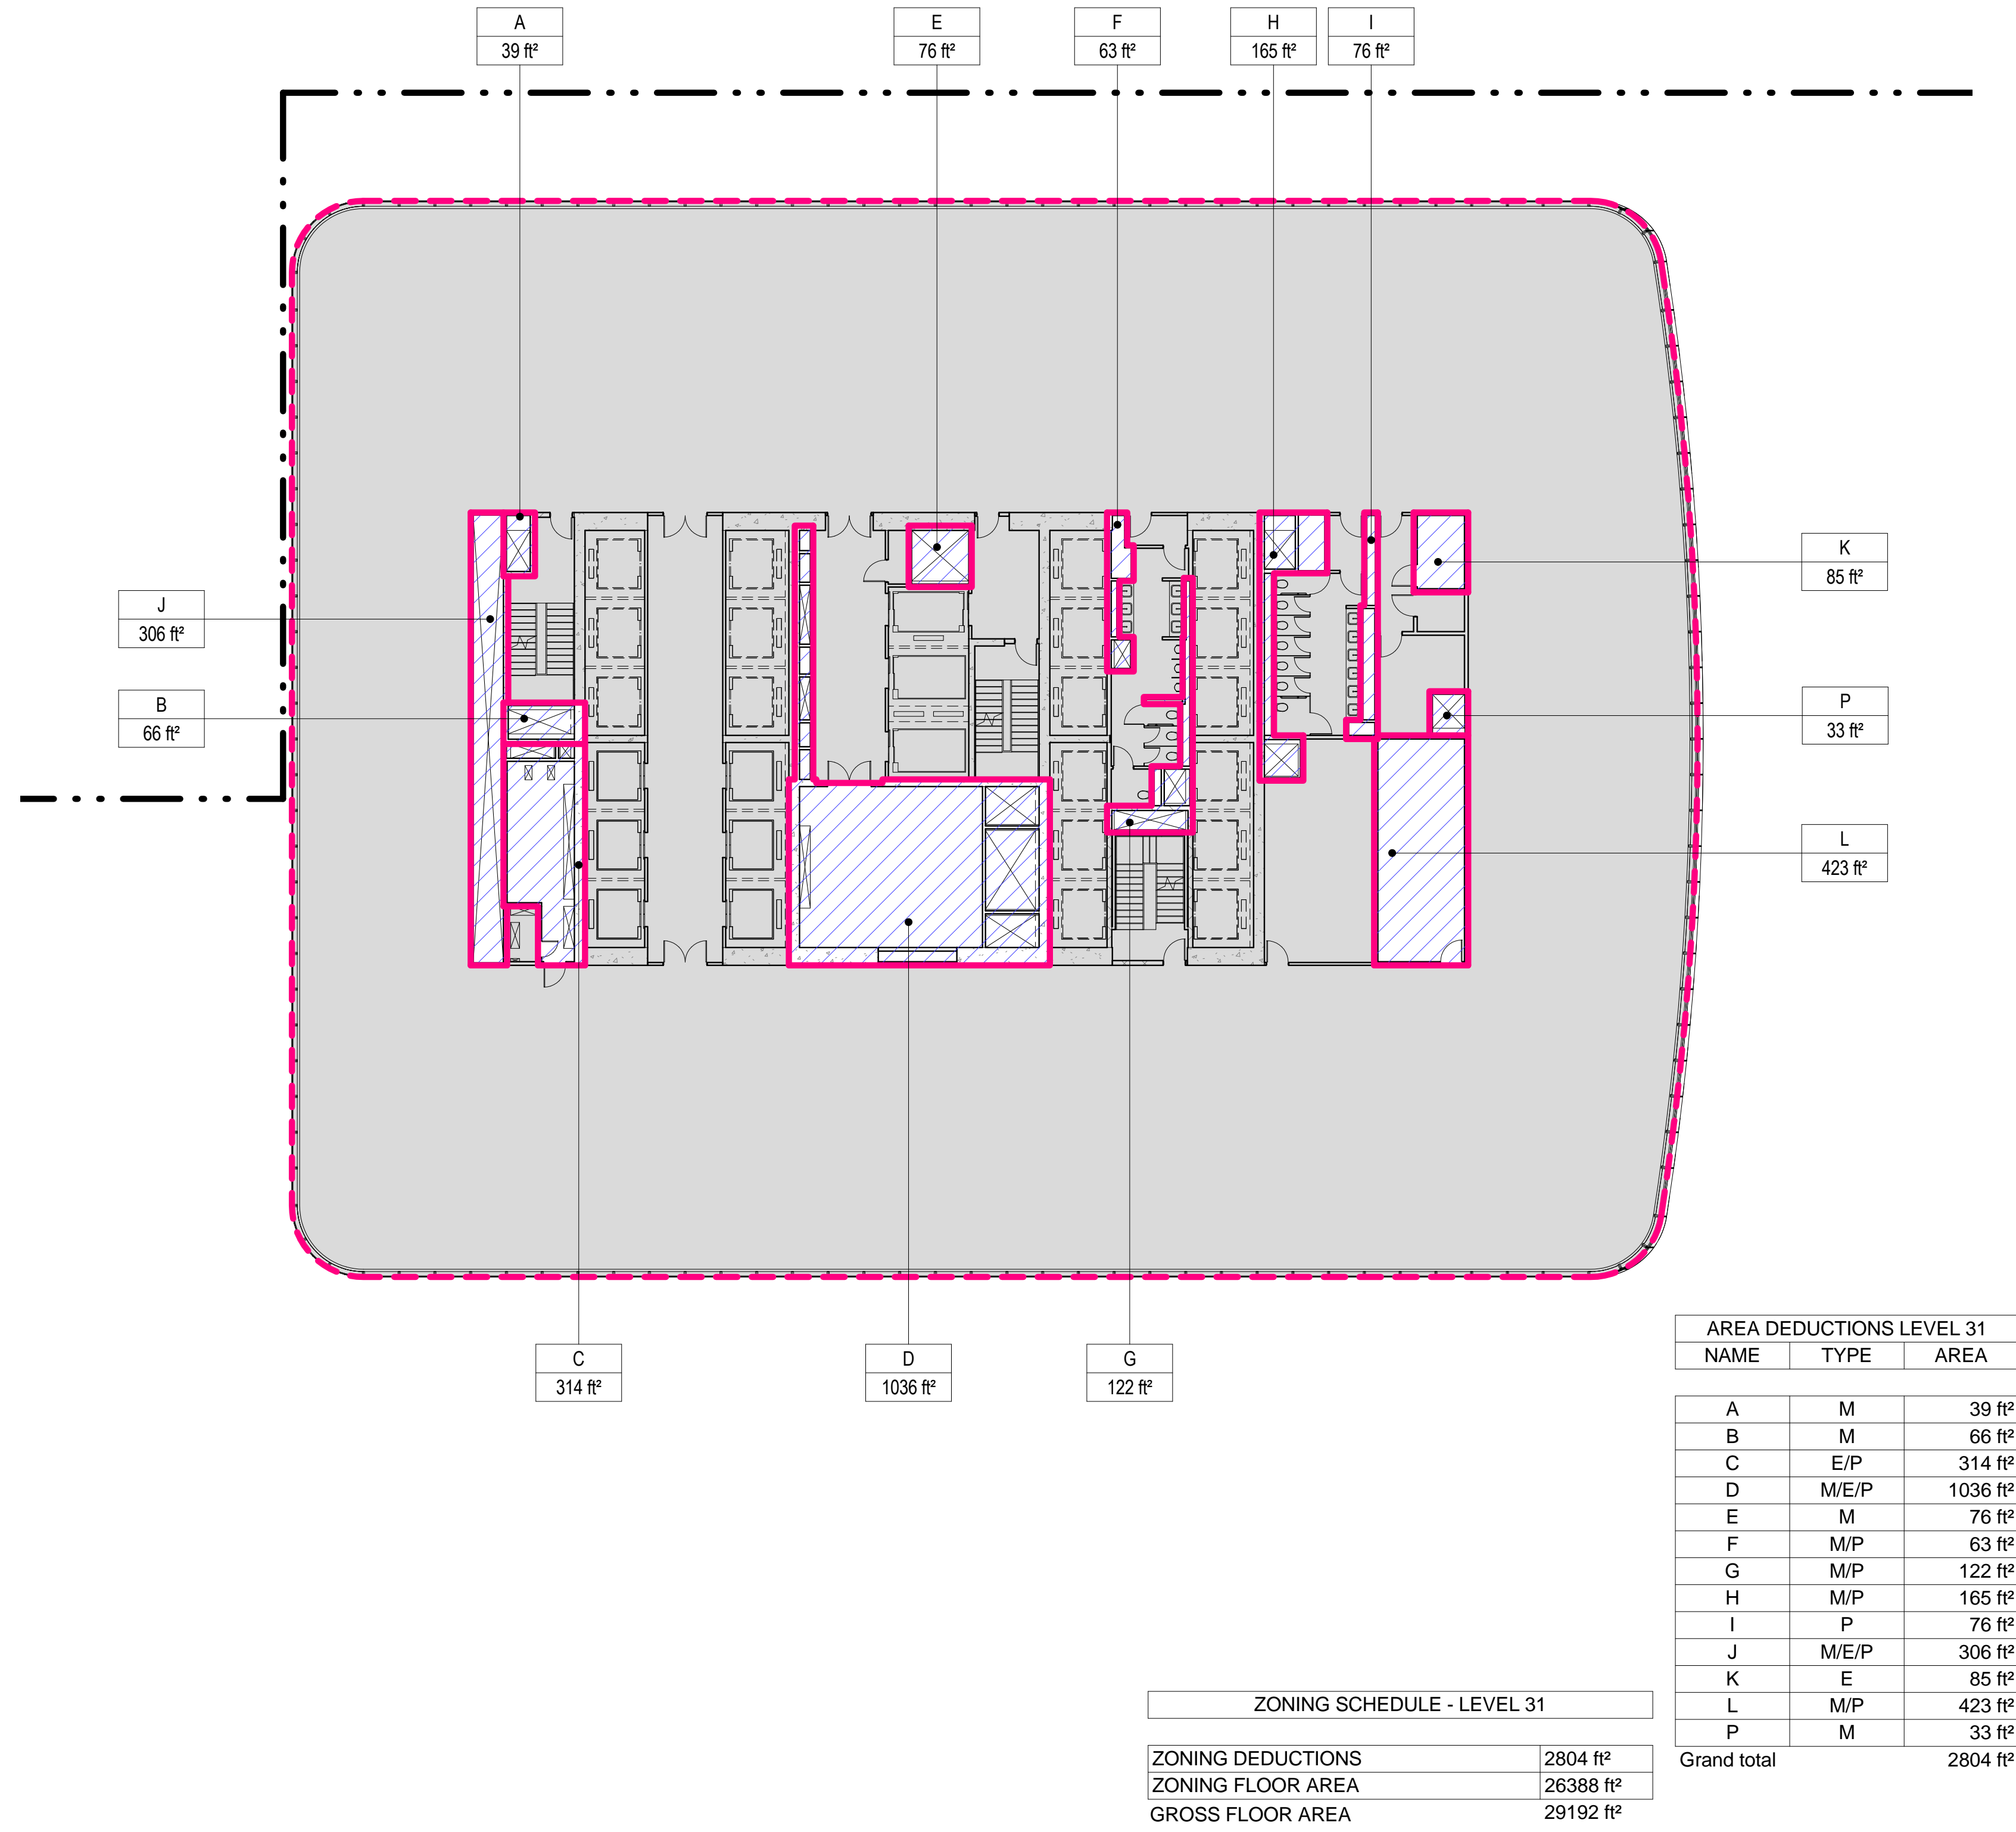 A
39 ft²
E
76 ft²
F
63 ft²
H
165 ft²
I
76 ft²
K
85 ft²
J
306 ft²
B
66 ft²
P
33 ft²
L
423 ft²
C
314 ft²
D
1036 ft²
G
122 ft²
AREA DEDUCTIONS LEVEL 31
NAME TYPE AREA
A M 39 ft²
B M 66 ft²
C E/P 314 ft²
D M/E/P 1036 ft²
E M 76 ft²
F M/P 63 ft²
G M/P 122 ft²
H M/P 165 ft²
I P 76 ft²
J M/E/P 306 ft²
K E 85 ft²
L M/P 423 ft²
P M 33 ft²
Grand total 2804 ft²
ZONING SCHEDULE - LEVEL 31
ZONING DEDUCTIONS 2804 ft²
ZONING FLOOR AREA 26388 ft²
GROSS FLOOR AREA 29192 ft²